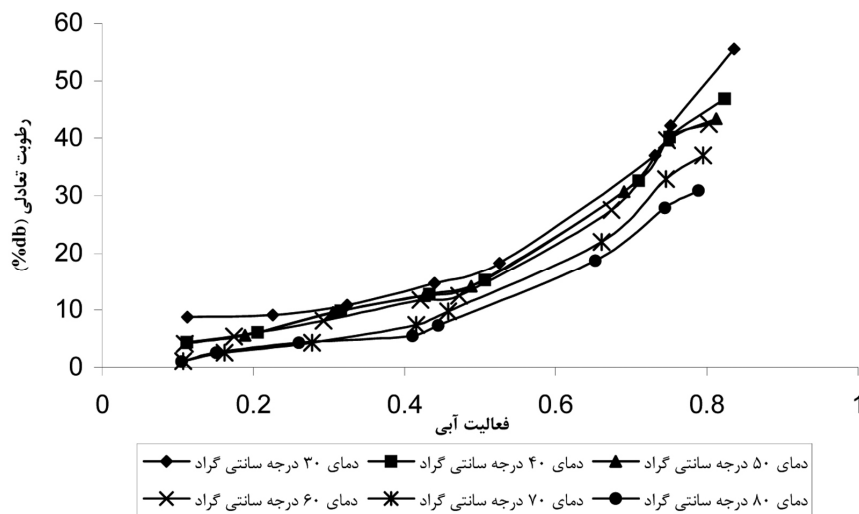 60
50
40
30
20
10
0
رطوبت تعادلی (%db)
0 0.2 0.4 0.6 0.8 1
فعالیت آبی
دمای ۳۰ درجه سانتی گراد دمای ۴۰ درجه سانتی گراد دمای ۵۰ درجه سانتی گراد
دمای ۶۰ درجه سانتی گراد دمای ۷۰ درجه سانتی گراد دمای ۸۰ درجه سانتی گراد